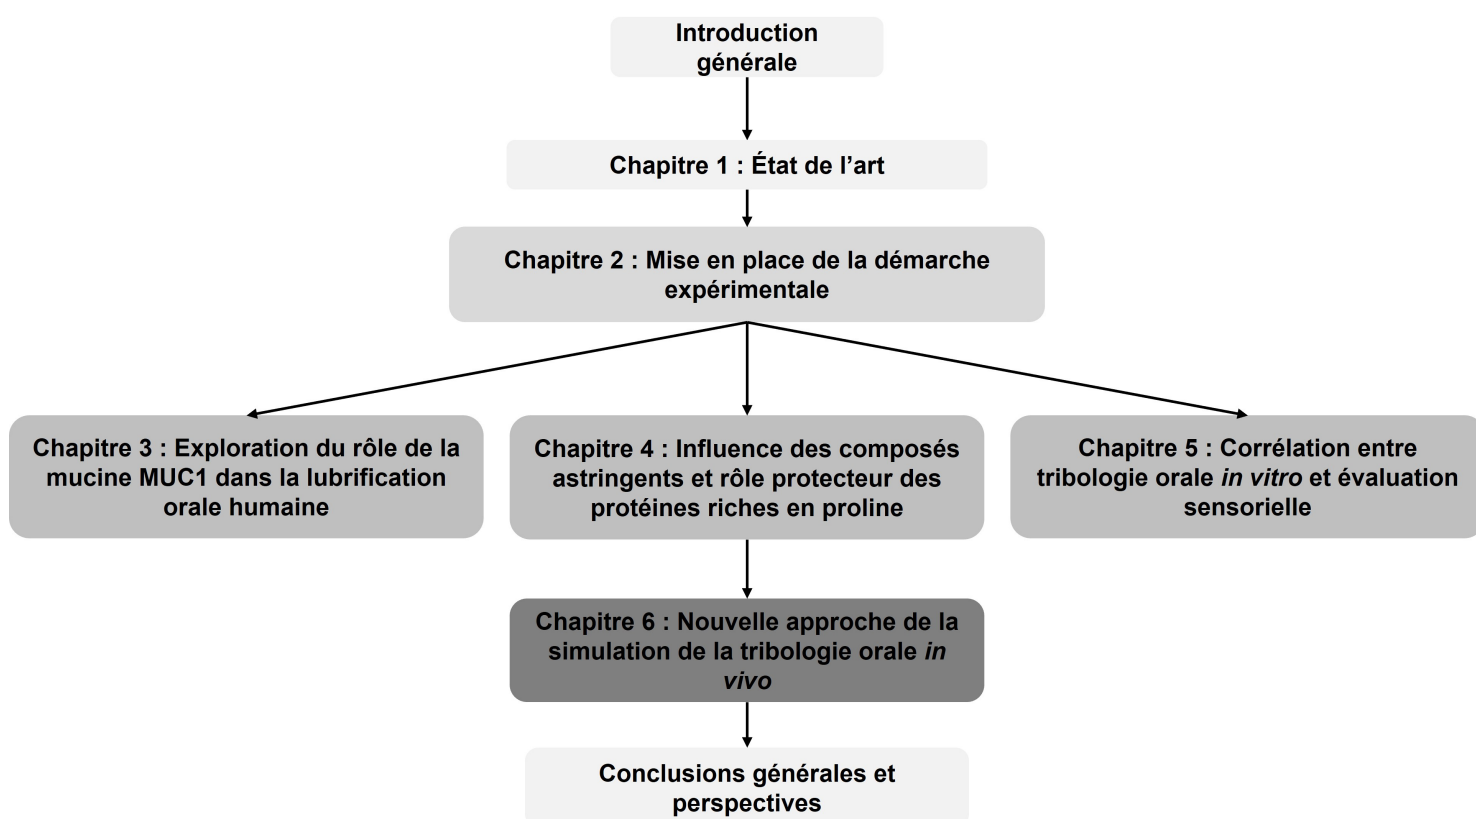 Introduction
générale
Chapitre 1 : État de l’art
Chapitre 2 : Mise en place de la démarche
expérimentale
Chapitre 3 : Exploration du rôle de la
mucine MUC1 dans la lubrification
orale humaine
Chapitre 4 : Influence des composés
astringents et rôle protecteur des
protéines riches en proline
Chapitre 5 : Corrélation entre
tribologie orale in vitro et évaluation
sensorielle
Chapitre 6 : Nouvelle approche de la
simulation de la tribologie orale in
vivo
Conclusions générales et
perspectives